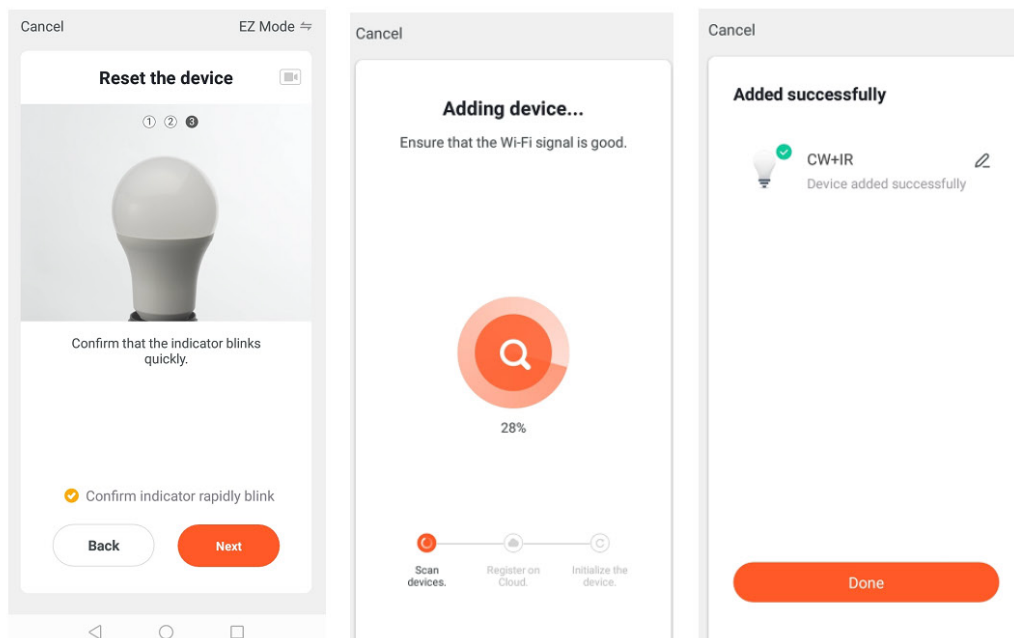 Cancel
EZ Mode ⇋
Reset the device
① ② ❸
Confirm that the indicator blinks
quickly.
Confirm indicator rapidly blink
Back
Next
Cancel
Adding device...
Ensure that the Wi-Fi signal is good.
28%
Scan
devices.
Register on
Cloud.
Initialize the
device.
Cancel
Added successfully
CW+IR
Device added successfully
Done